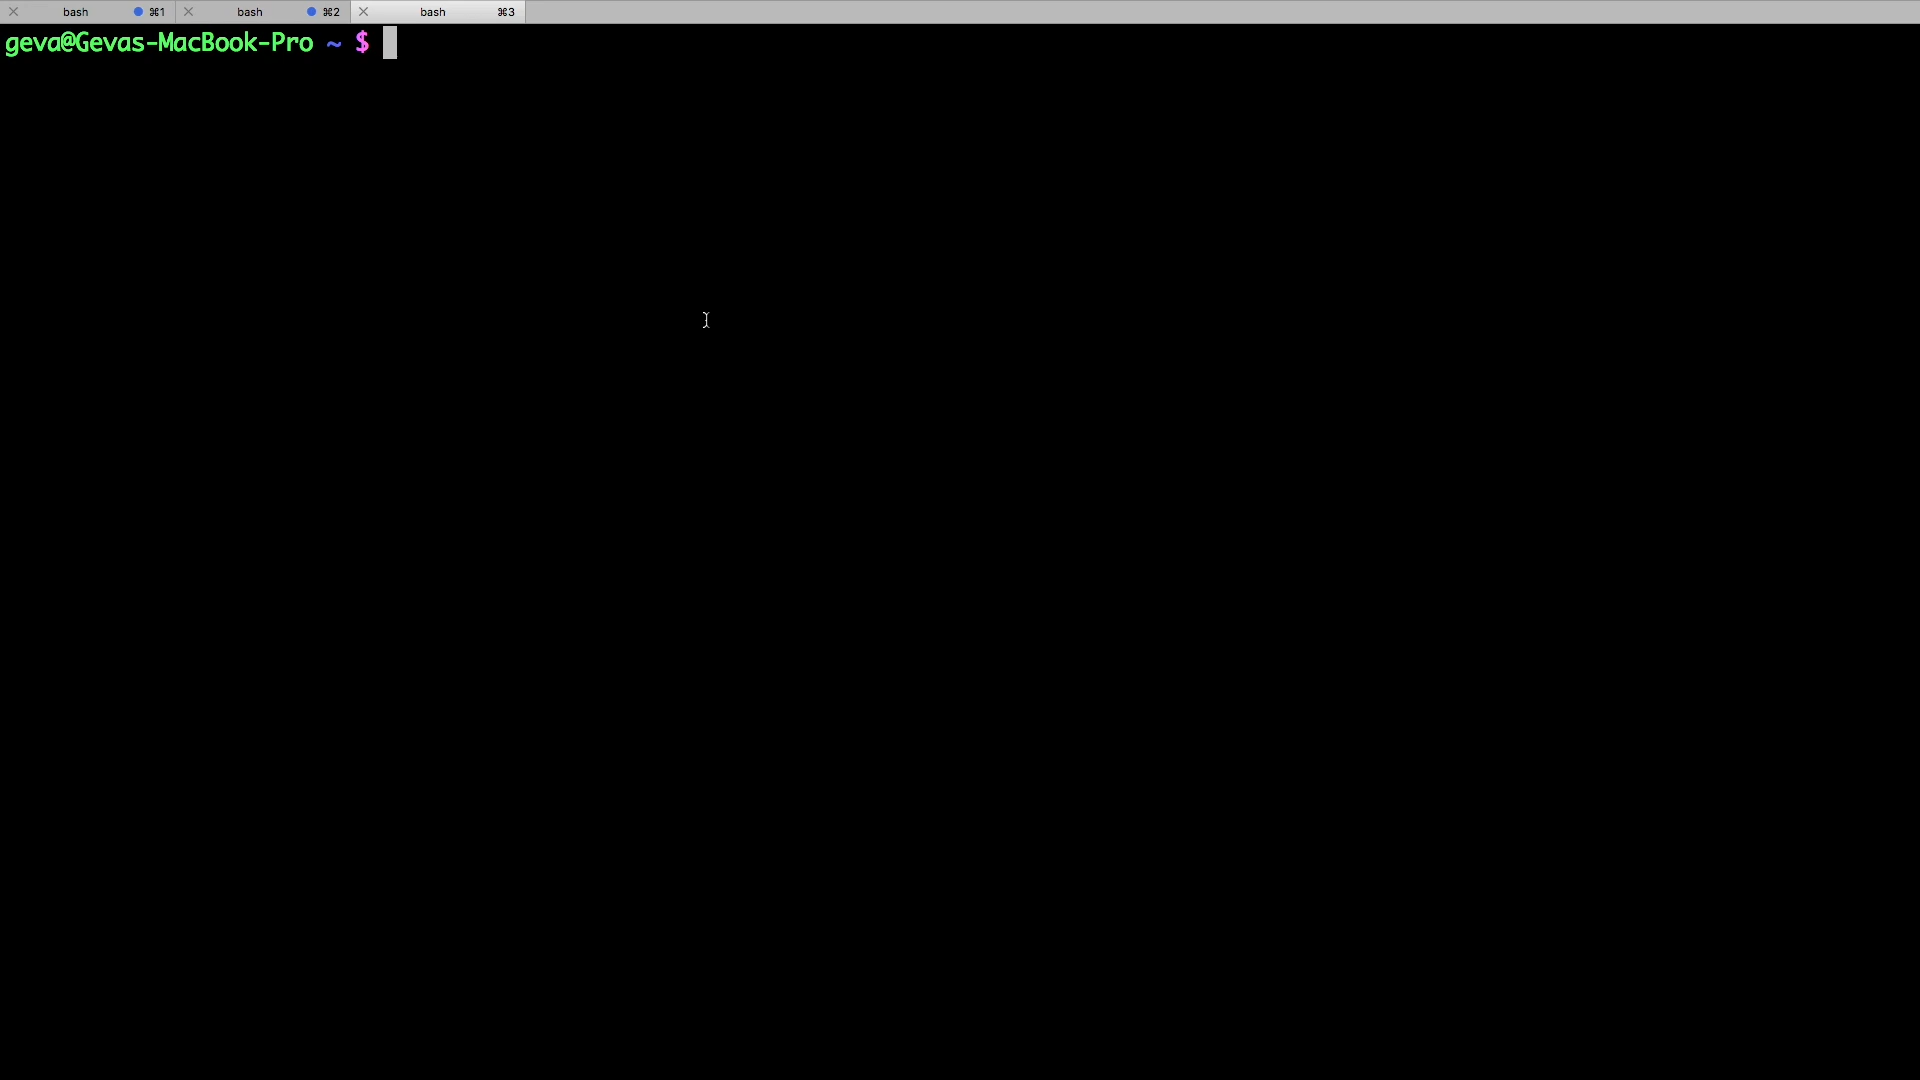 bash ⌘1 bash ⌘2 bash ⌘3
geva@Gevas-MacBook-Pro ~ $